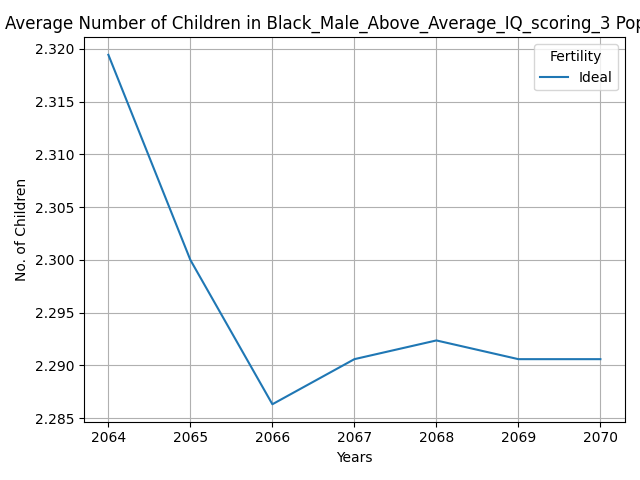 Average Number of Children in Black_Male_Above_Average_IQ_scoring_3 Pop
2.320
2.315
2.310
2.305
2.300
2.295
2.290
2.285
No. of Children
Fertility
Ideal
2064 2065 2066 2067 2068 2069 2070
Years